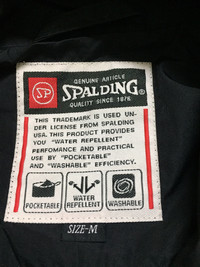 GENUINE ARTICLE
SP SPALDING®
QUALITY SINCE 1876
THIS TRADEMARK IS USED UN-
DER LICENSE FROM SPALDING
USA. THIS PRODUCT PROVIDES
YOU "WATER REPELLENT"
PERFOMANCE AND PRACTICAL
USE BY "POCKETABLE"
AND "WASHABLE" EFFICIENCY.
POCKETABLE
WATER
REPELLENT
WASHABLE
SIZE-M